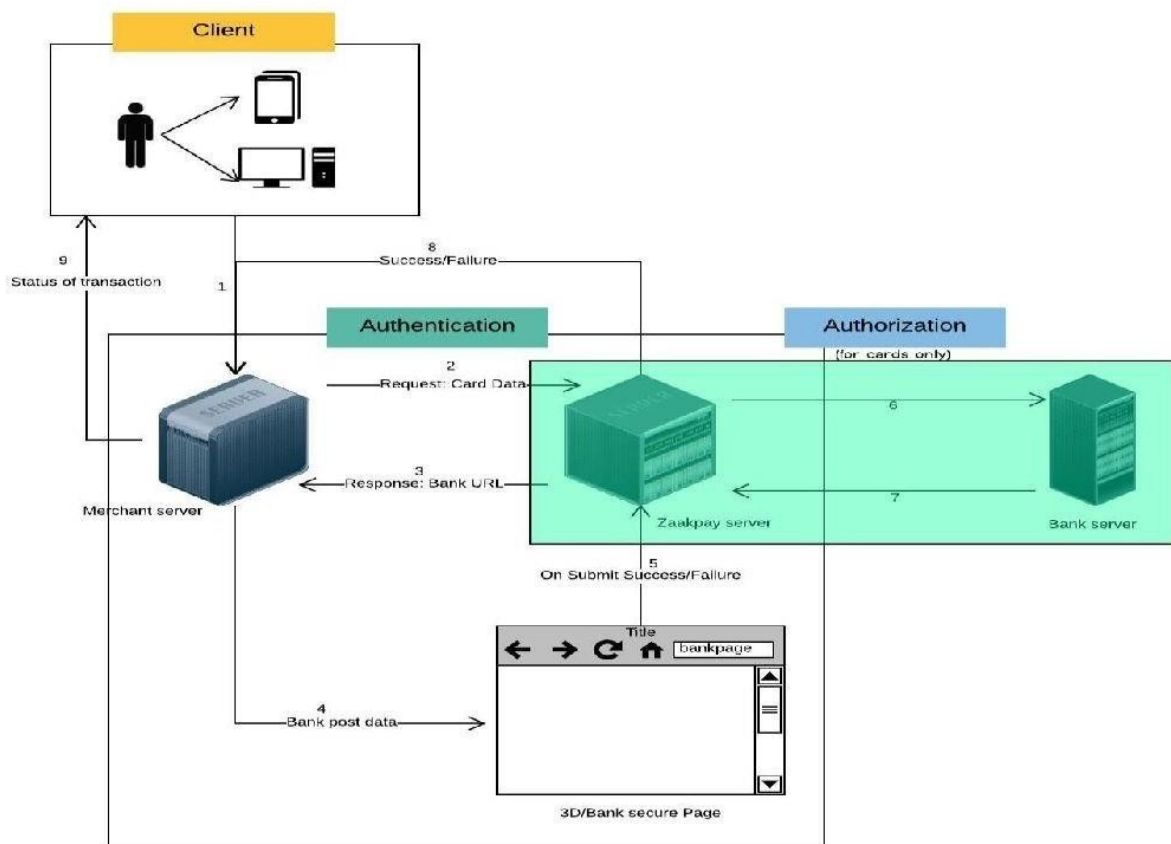 Client
9
Status of transaction
1
8
Success/Failure
Authentication
Authorization
(for cards only)
2
Request: Card Data
SERVER
SERVER
6
3
Response: Bank URL
7
Merchant server
Zaakpay server
Bank server
5
On Submit Success/Failure
Title
bankpage
4
Bank post data
3D/Bank secure Page